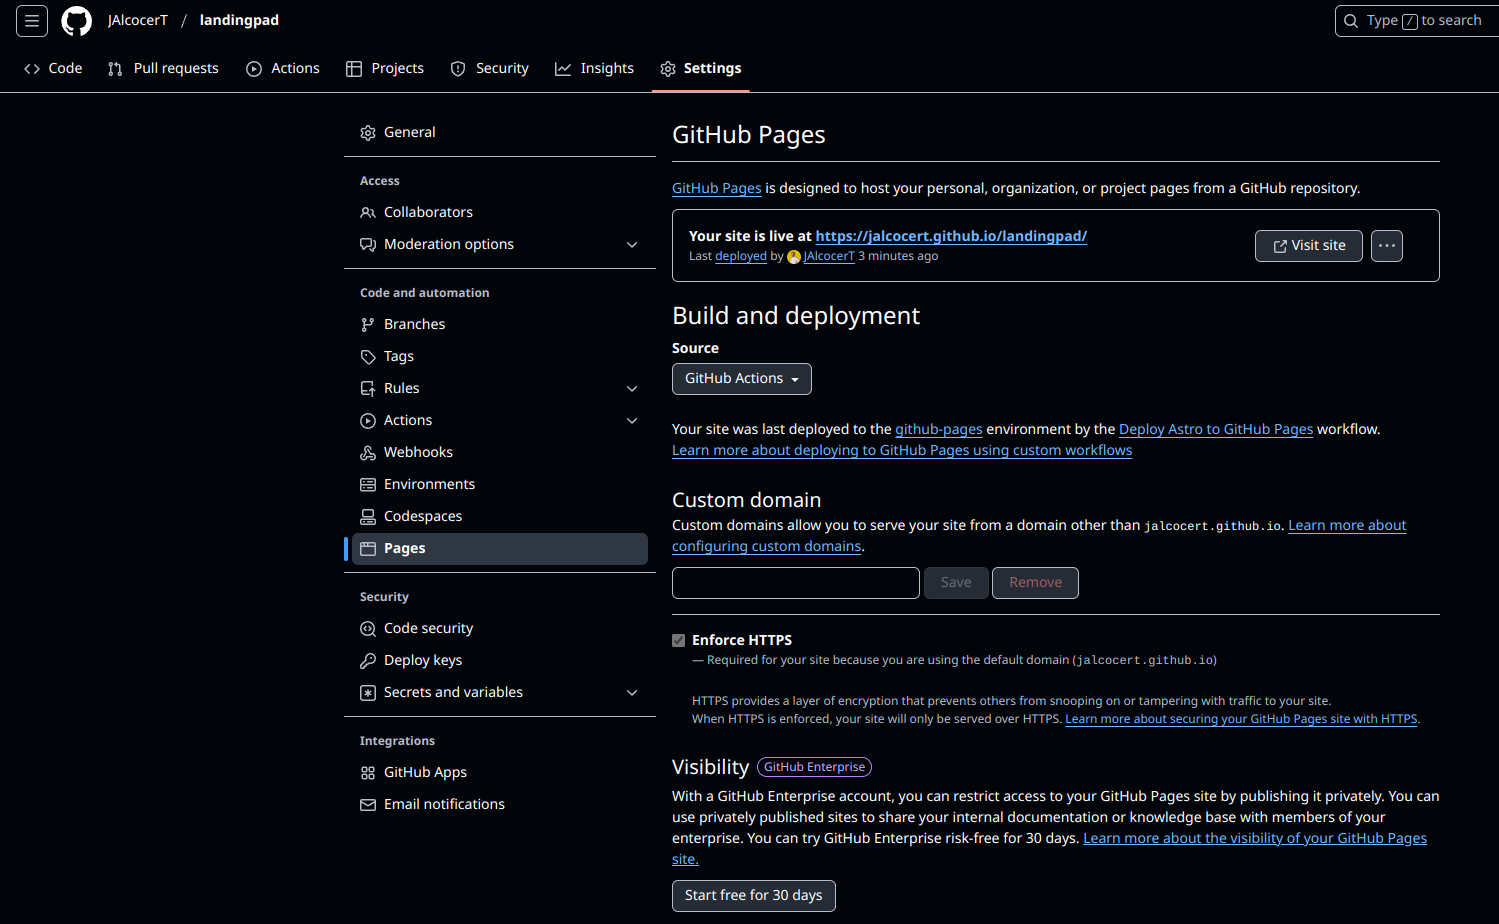 JAlcocerT / landingpad
Type / to search
Code
Pull requests
Actions
Projects
Security
Insights
Settings
General
Access
Collaborators
Moderation options
Code and automation
Branches
Tags
Rules
Actions
Webhooks
Environments
Codespaces
Pages
Security
Code security
Deploy keys
Secrets and variables
Integrations
GitHub Apps
Email notifications
GitHub Pages
GitHub Pages is designed to host your personal, organization, or project pages from a GitHub repository.
Your site is live at https://jalcocert.github.io/landingpad/
Last deployed by JAlcocerT 3 minutes ago
Visit site
Build and deployment
Source
GitHub Actions
Your site was last deployed to the github-pages environment by the Deploy Astro to GitHub Pages workflow.
Learn more about deploying to GitHub Pages using custom workflows
Custom domain
Custom domains allow you to serve your site from a domain other than jalcocert.github.io. Learn more about
configuring custom domains.
Save
Remove
Enforce HTTPS
— Required for your site because you are using the default domain (jalcocert.github.io)
HTTPS provides a layer of encryption that prevents others from snooping on or tampering with traffic to your site.
When HTTPS is enforced, your site will only be served over HTTPS. Learn more about securing your GitHub Pages site with HTTPS.
Visibility GitHub Enterprise
With a GitHub Enterprise account, you can restrict access to your GitHub Pages site by publishing it privately. You can
use privately published sites to share your internal documentation or knowledge base with members of your
enterprise. You can try GitHub Enterprise risk-free for 30 days. Learn more about the visibility of your GitHub Pages
site.
Start free for 30 days